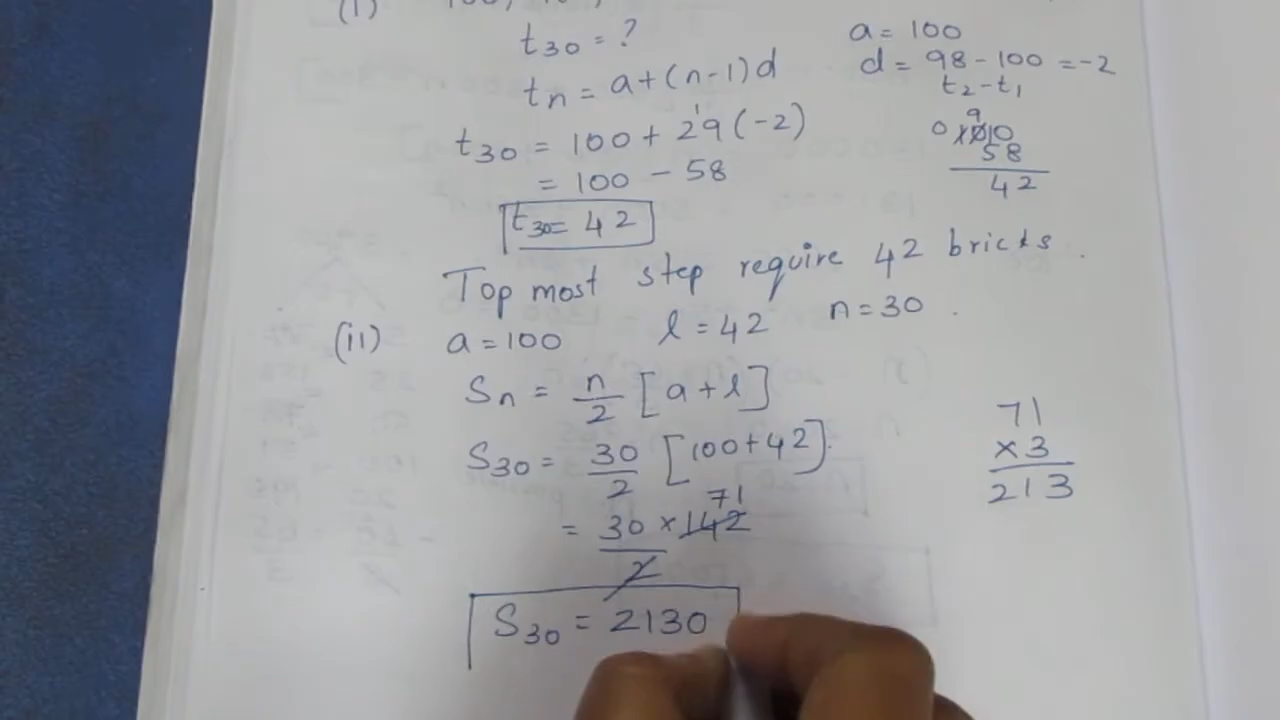 (i)
t30 = ?
a = 100
d = 98 - 100 = -2
t2 - t1
tn = a + (n-1)d
t30 = 100 + 29(-2)
= 100 - 58
58
42
t30 = 42
Top most step require 42 bricks.
(ii) a = 100 l = 42 n = 30.
Sn = n/2 [a + l]
S30 = 30/2 [100 + 42]
71
= 30 × 142
2
71
×3
213
S30 = 2130